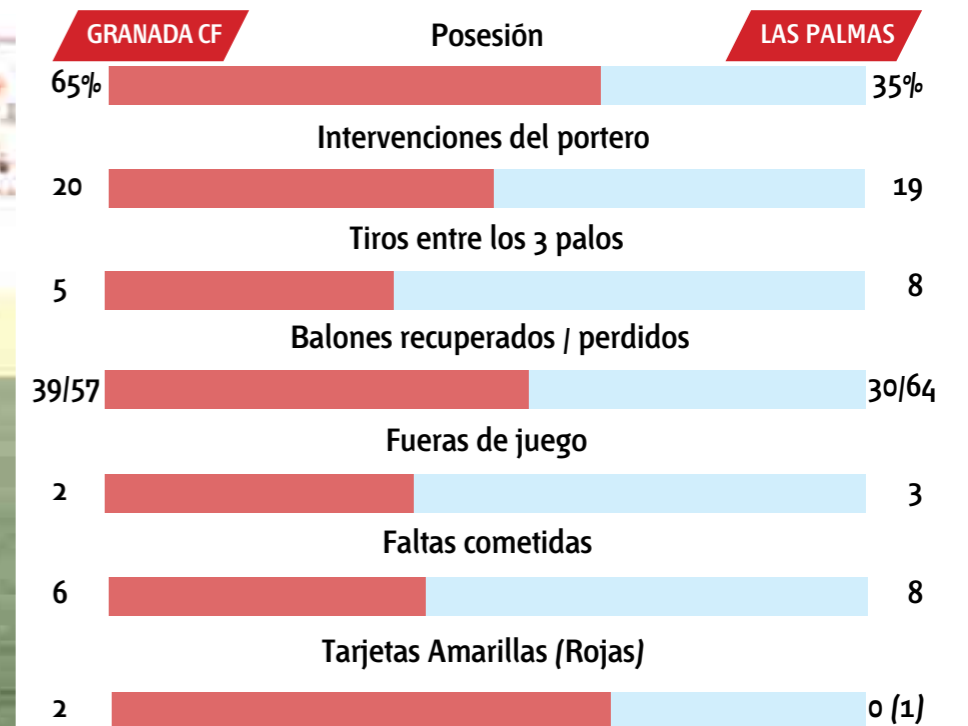 GRANADA CF Posesión LAS PALMAS
65% 35%
Intervenciones del portero
20 19
Tiros entre los 3 palos
5 8
Balones recuperados / perdidos
39/57 30/64
Fueras de juego
2 3
Faltas cometidas
6 8
Tarjetas Amarillas (Rojas)
2 0 (1)